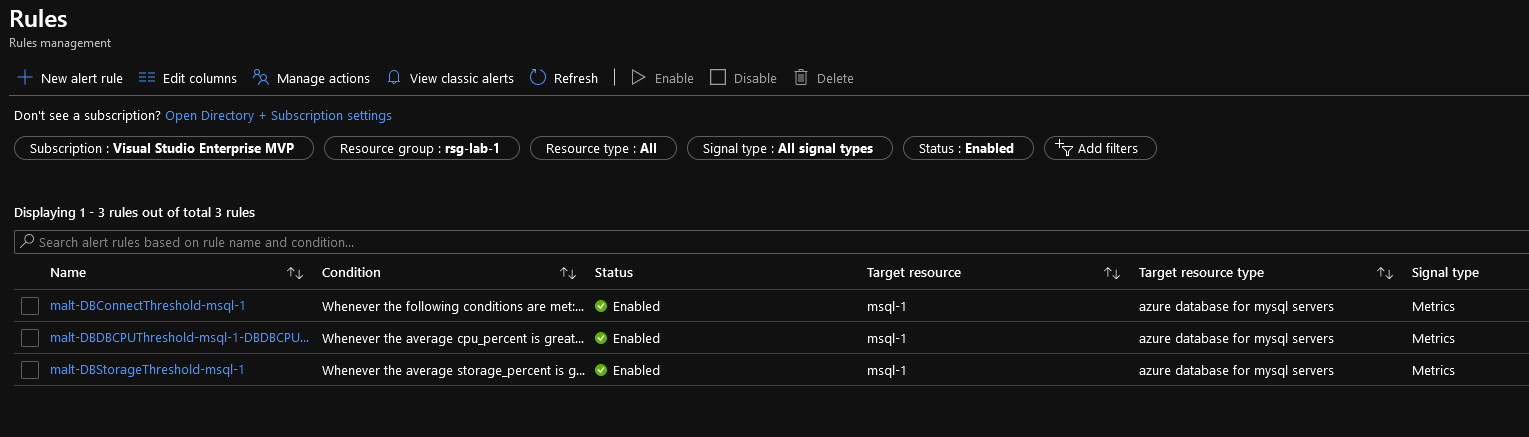 Rules
Rules management
New alert rule Edit columns Manage actions View classic alerts Refresh Enable Disable Delete
Don't see a subscription? Open Directory + Subscription settings
Subscription : Visual Studio Enterprise MVP Resource group : rsg-lab-1 Resource type : All Signal type : All signal types Status : Enabled Add filters
Displaying 1 - 3 rules out of total 3 rules
Search alert rules based on rule name and condition...
Name Condition Status Target resource Target resource type Signal type
malt-DBConnectThreshold-msql-1 Whenever the following conditions are met:... Enabled msql-1 azure database for mysql servers Metrics
malt-DBDBCPUThreshold-msql-1-DBDBCPU... Whenever the average cpu_percent is great... Enabled msql-1 azure database for mysql servers Metrics
malt-DBStorageThreshold-msql-1 Whenever the average storage_percent is g... Enabled msql-1 azure database for mysql servers Metrics